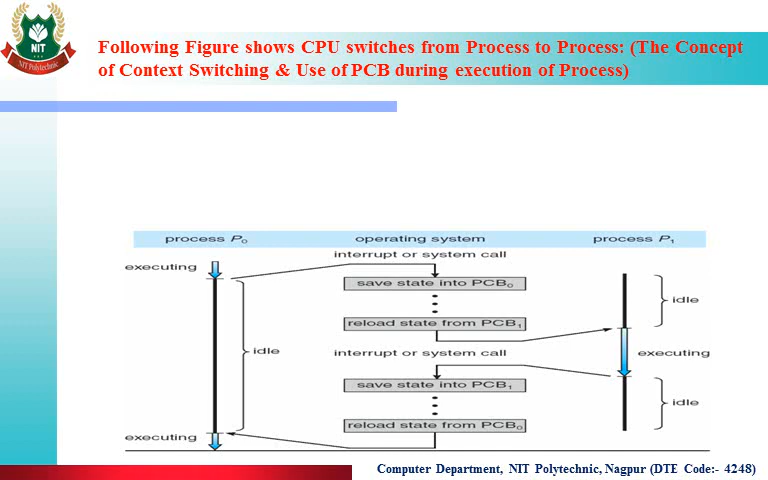 NIT
NIT Polytechnic
Following Figure shows CPU switches from Process to Process: (The Concept
of Context Switching & Use of PCB during execution of Process)
process P0 operating system process P1
interrupt or system call
executing
save state into PCB0
idle
reload state from PCB1
idle
interrupt or system call
executing
save state into PCB1
idle
reload state from PCB0
executing
Computer Department, NIT Polytechnic, Nagpur (DTE Code:- 4248)